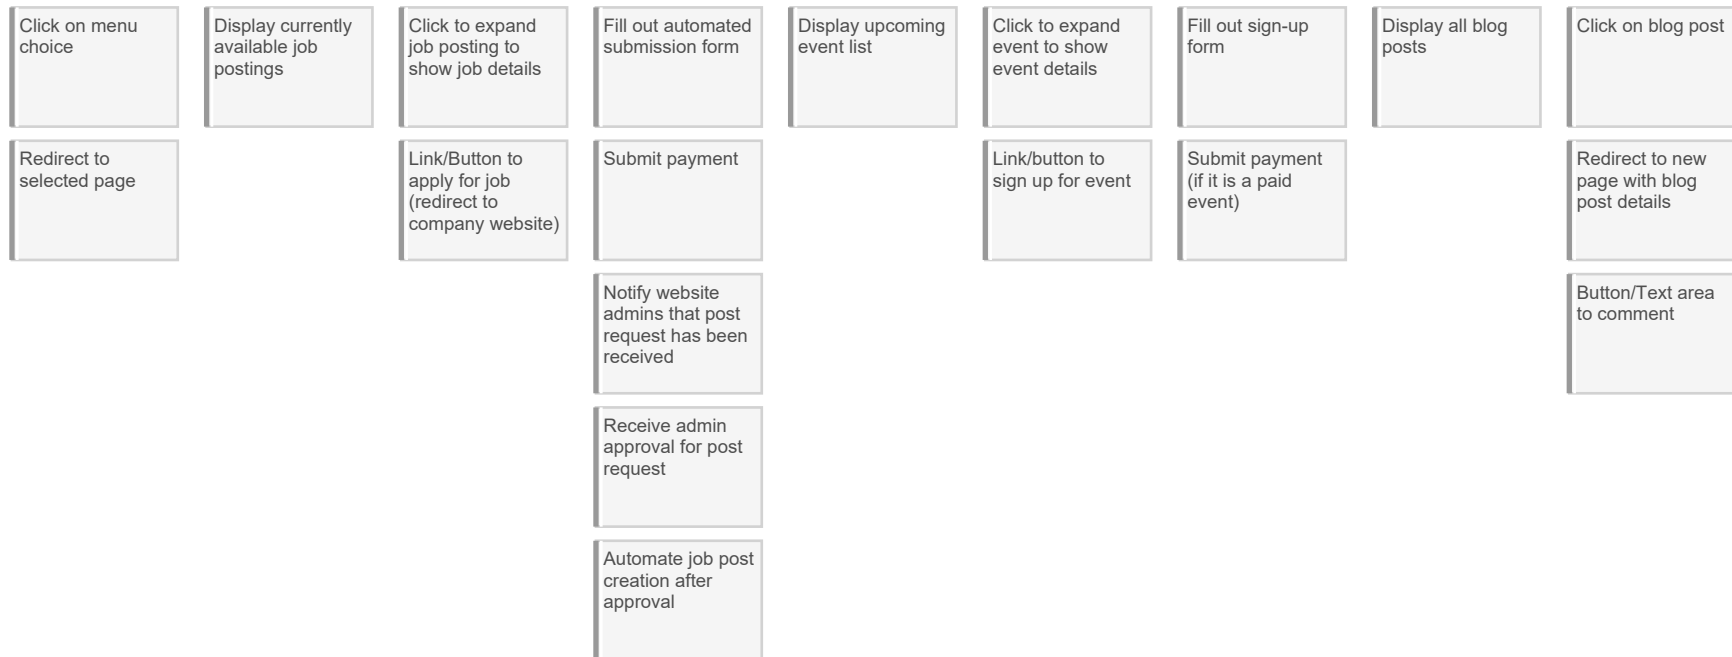 Click on menu
choice
Display currently
available job
postings
Click to expand
job posting to
show job details
Fill out automated
submission form
Display upcoming
event list
Click to expand
event to show
event details
Fill out sign-up
form
Display all blog
posts
Click on blog post
Redirect to
selected page
Link/Button to
apply for job
(redirect to
company website)
Submit payment
Link/button to
sign up for event
Submit payment
(if it is a paid
event)
Redirect to new
page with blog
post details
Notify website
admins that post
request has been
received
Button/Text area
to comment
Receive admin
approval for post
request
Automate job post
creation after
approval